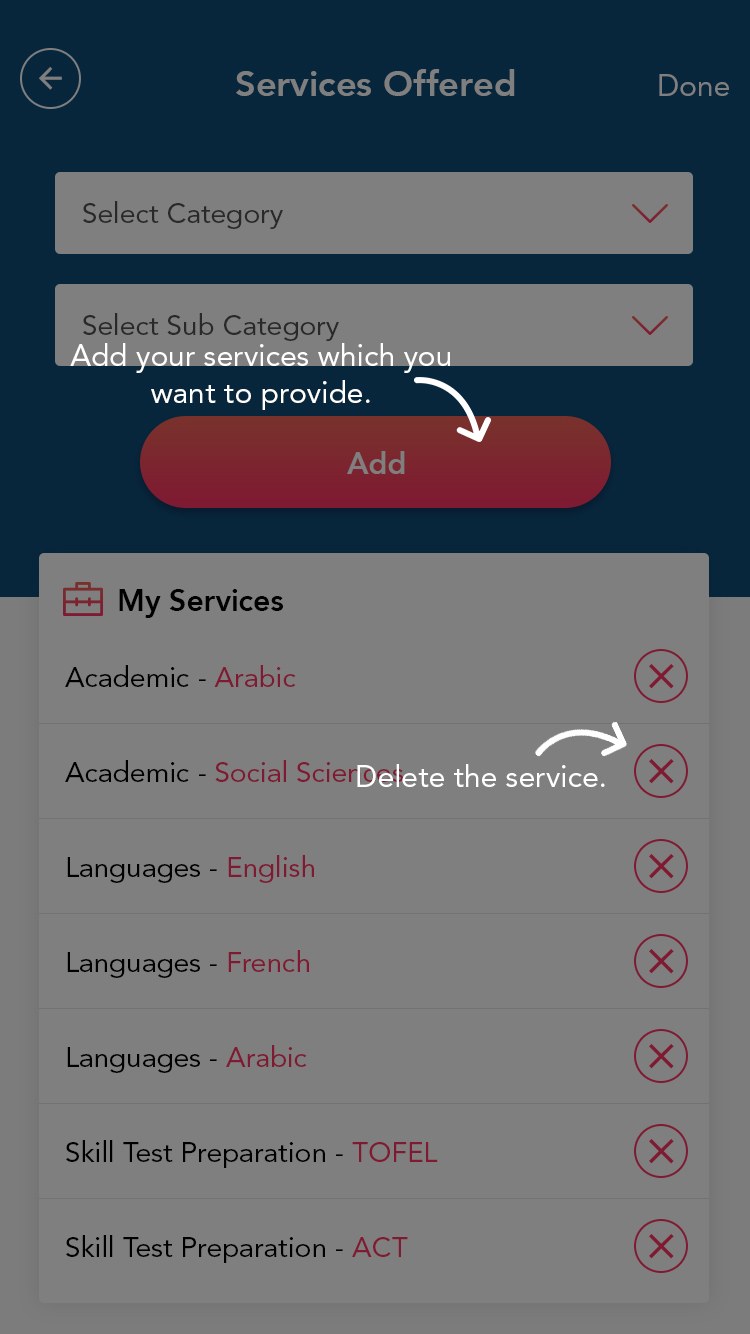 Services Offered
Done
Select Category
Select Sub Category
Add your services which you
want to provide.
Add
My Services
Academic - Arabic
Academic - Social Sciences
Delete the service.
Languages - English
Languages - French
Languages - Arabic
Skill Test Preparation - TOFEL
Skill Test Preparation - ACT